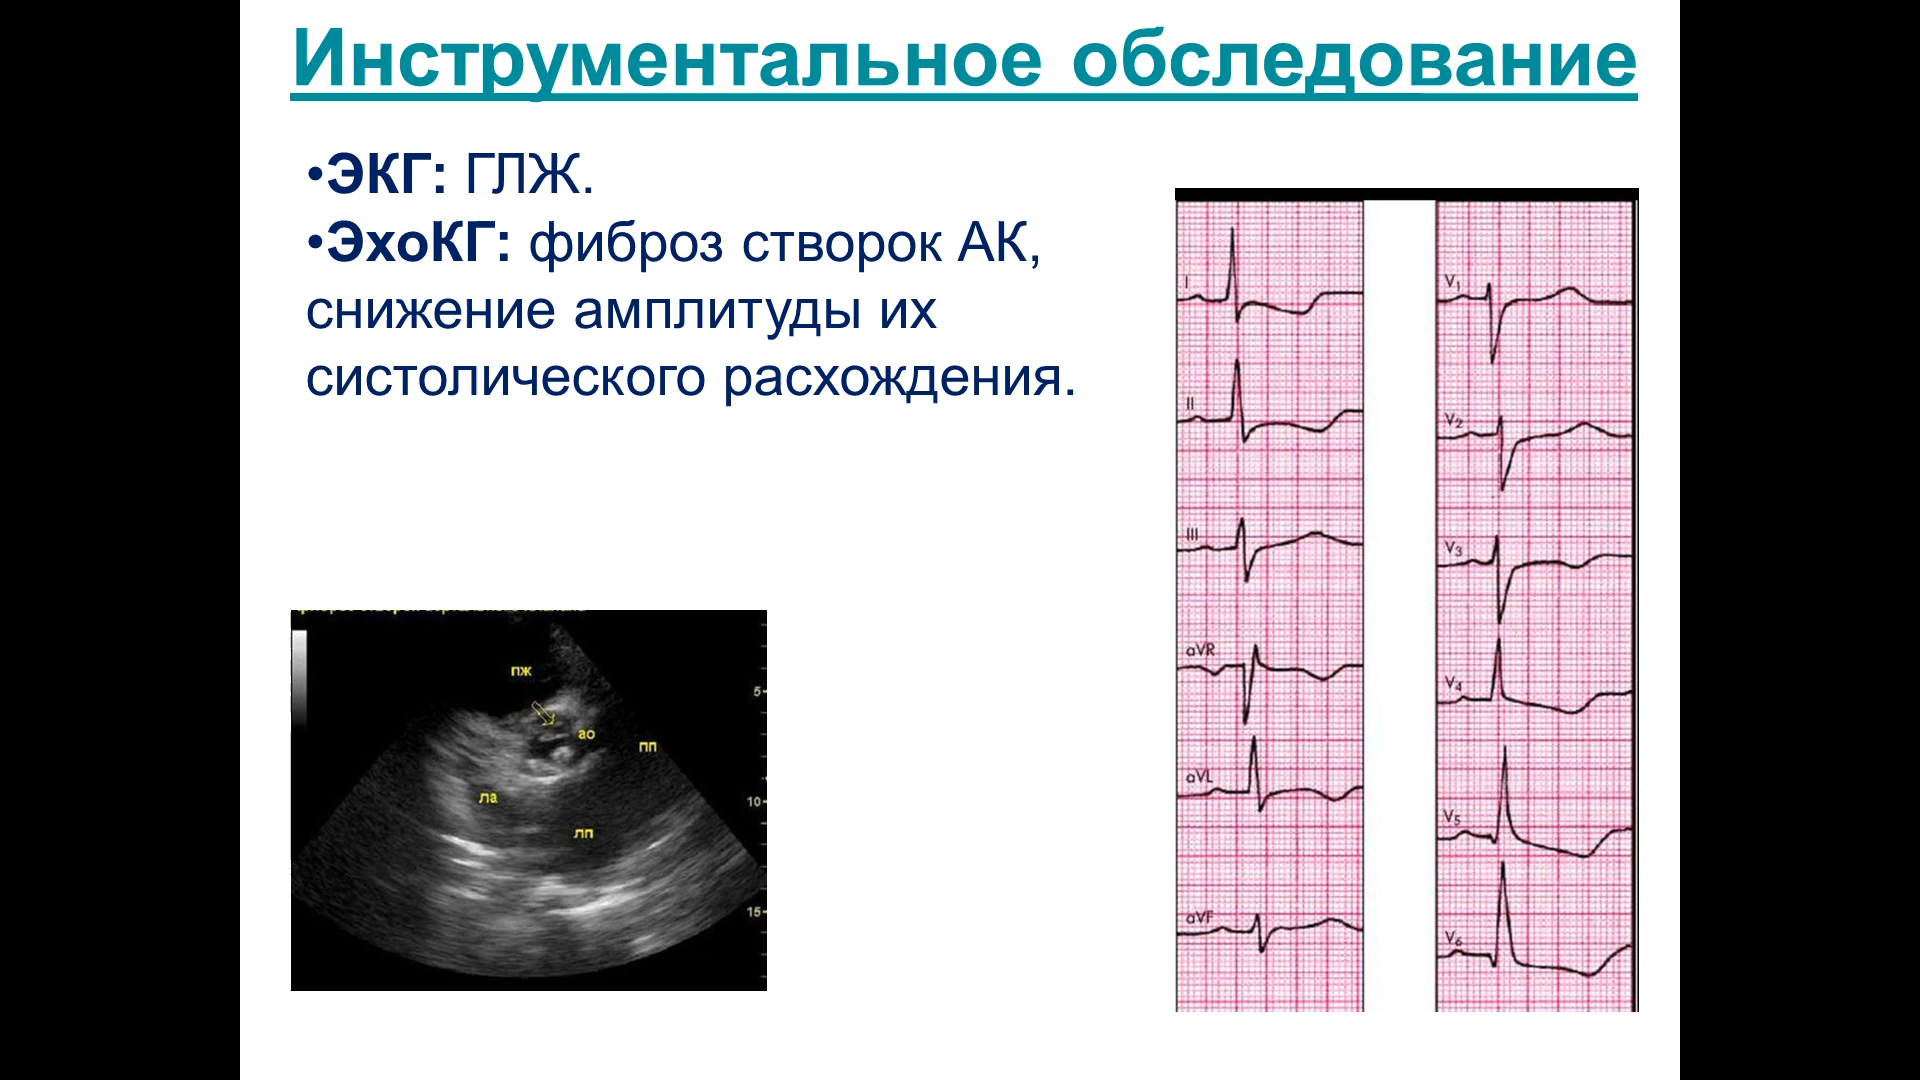 Инструментальное обследование
•ЭКГ: ГЛЖ.
•ЭхоКГ: фиброз створок АК,
снижение амплитуды их
систолического расхождения.
пж
ао
пп
ла
лп
5
10
15
I
II
III
aVR
aVL
aVF
V1
V2
V3
V4
V5
V6